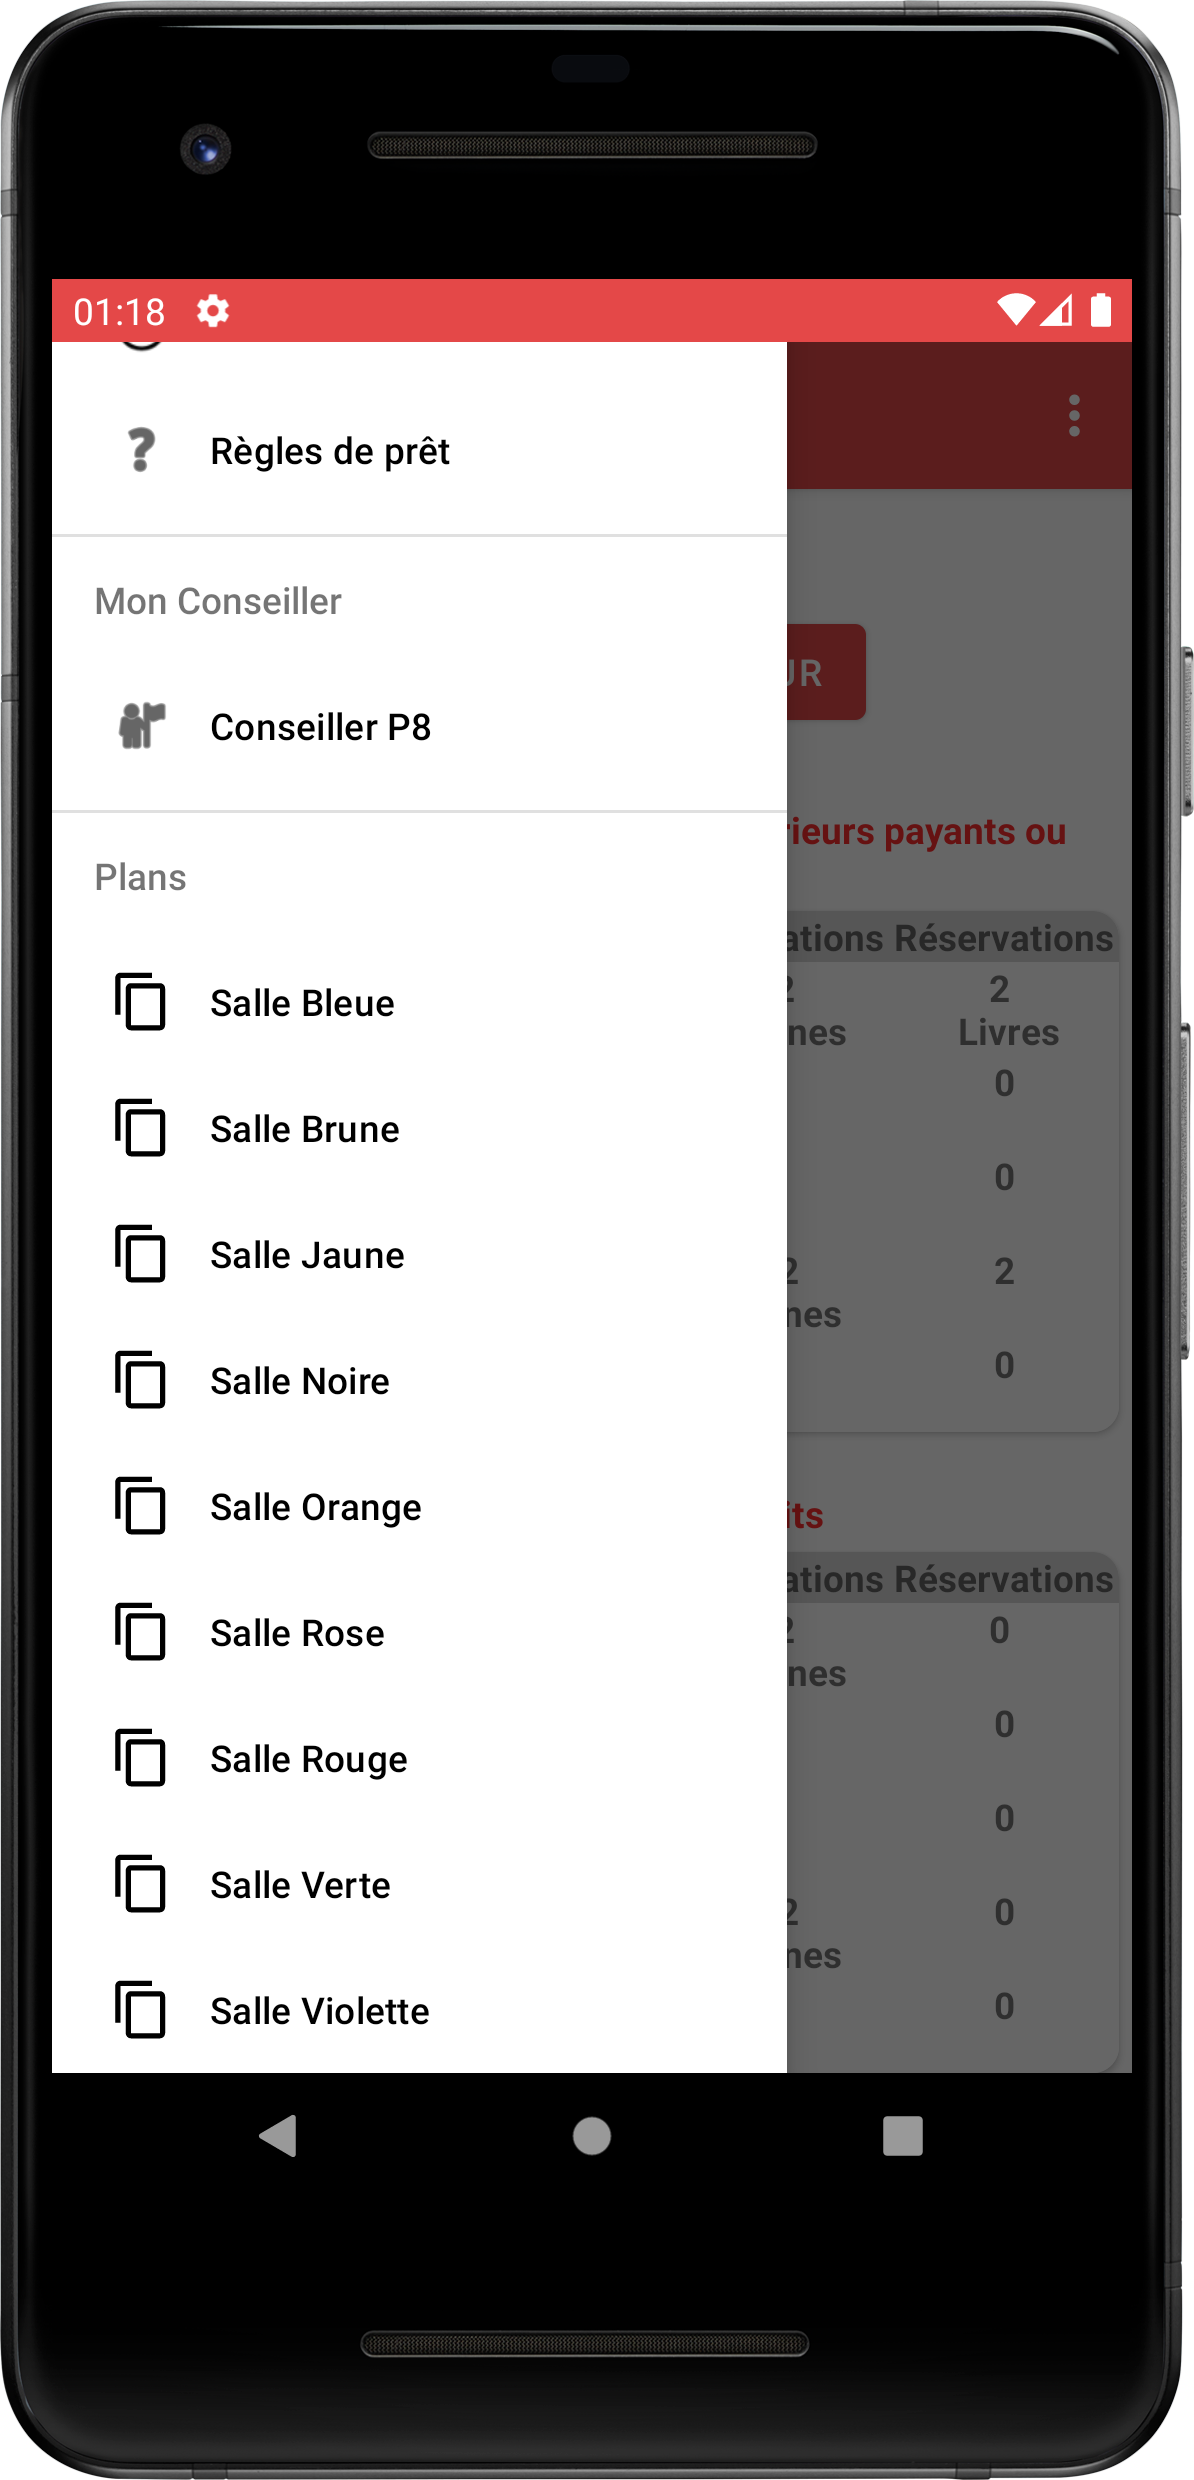 01:18
Règles de prêt
Mon Conseiller
Conseiller P8
Plans
Salle Bleue
Salle Brune
Salle Jaune
Salle Noire
Salle Orange
Salle Rose
Salle Rouge
Salle Verte
Salle Violette
UR
rieurs payants ou
ations Réservations
2 2
nes Livres
0
0
2 2
nes
0
its
ations Réservations
2 0
nes
0
0
2 0
nes
0